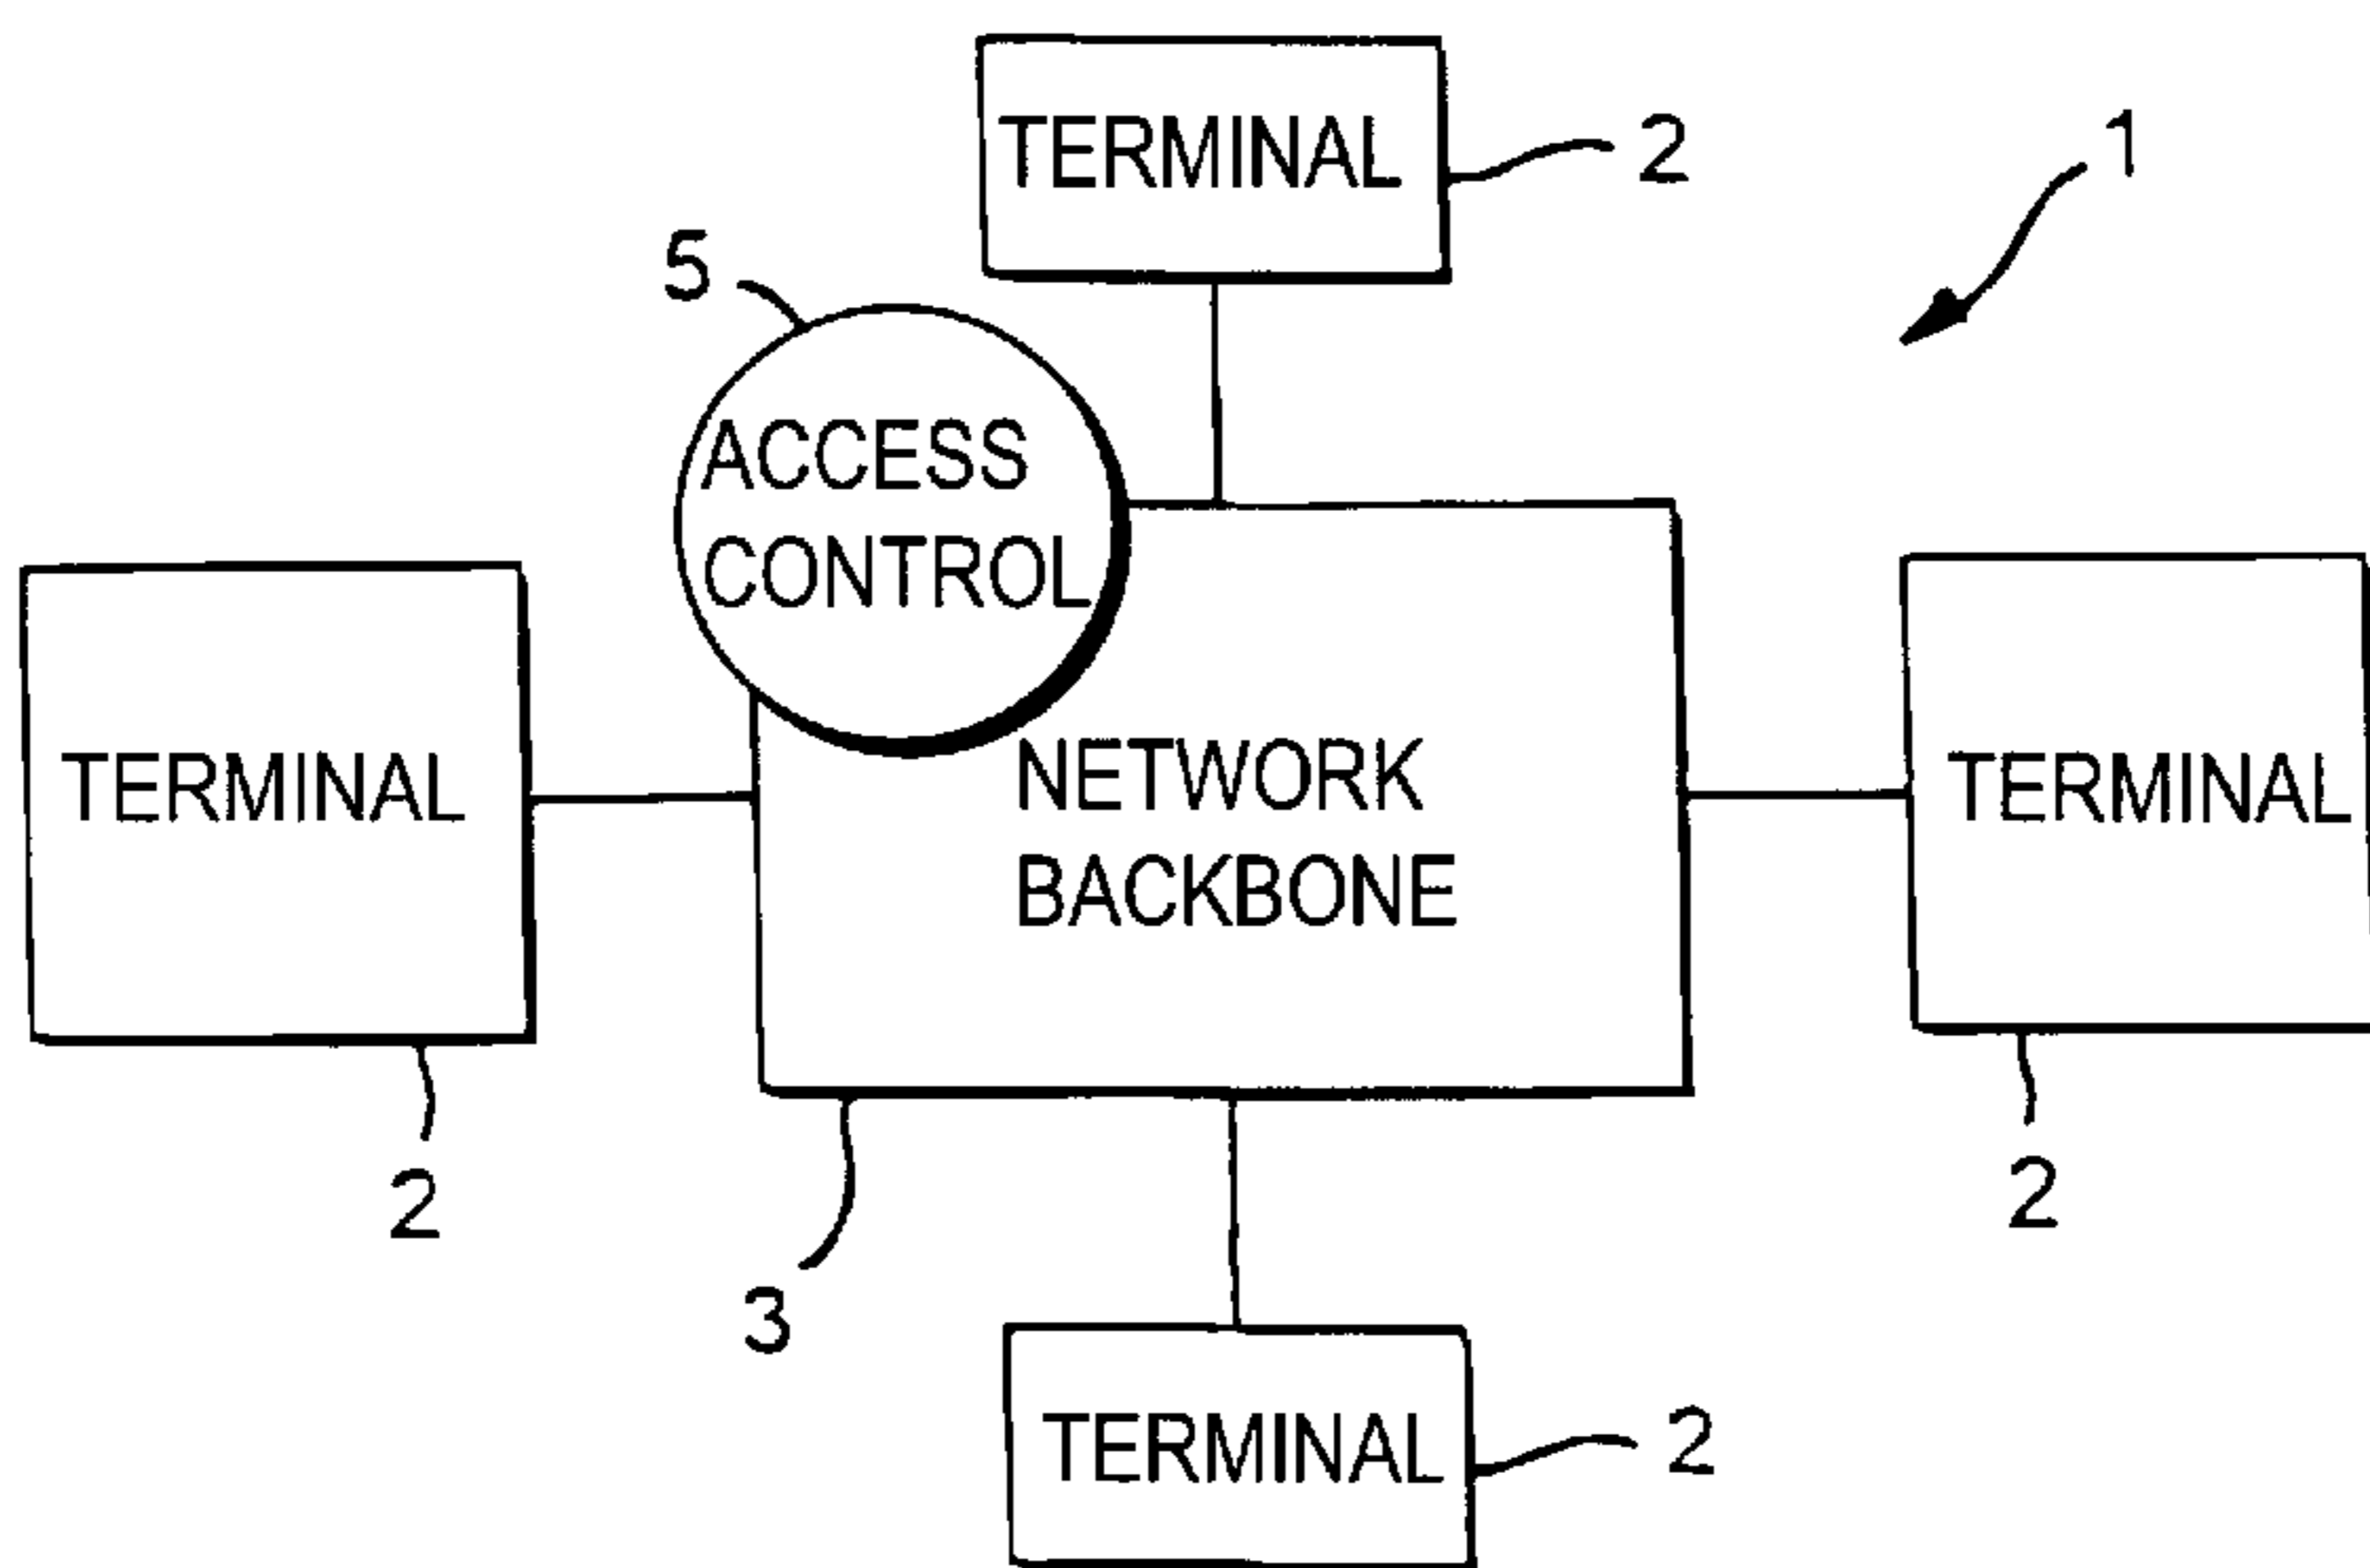 TERMINAL
2
1
5
ACCESS
CONTROL
TERMINAL
NETWORK
BACKBONE
TERMINAL
2
2
3
TERMINAL
2